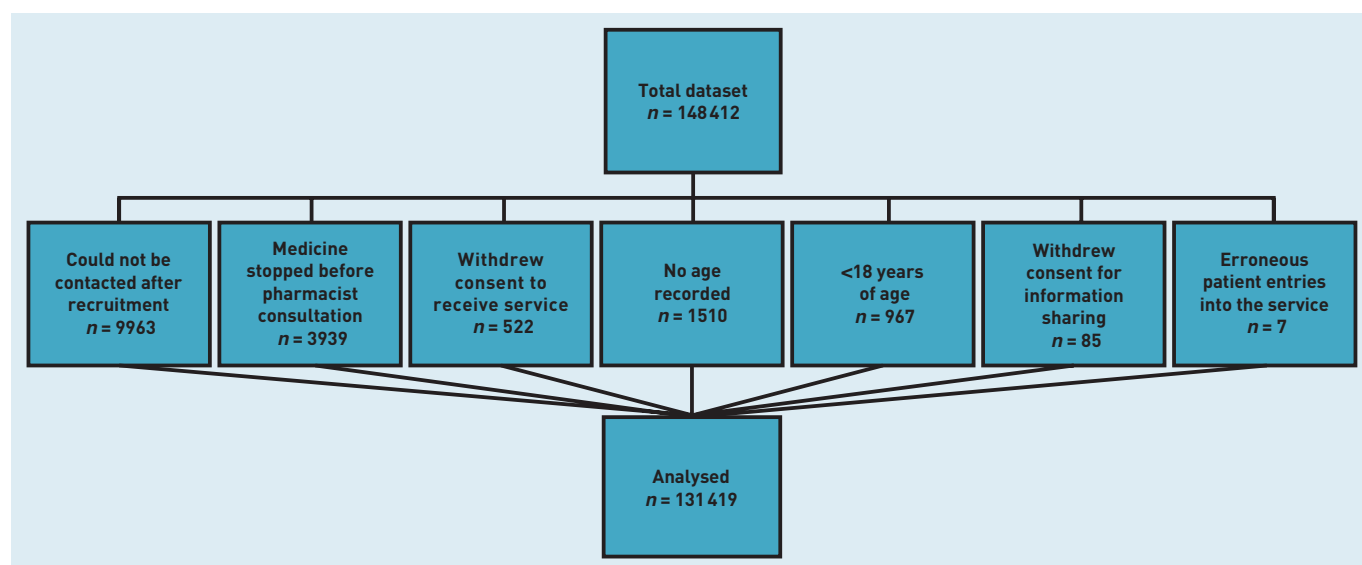 Total dataset
n = 148 412
Could not be
contacted after
recruitment
n = 9963
Medicine
stopped before
pharmacist
consultation
n = 3939
Withdrew
consent to
receive service
n = 522
No age
recorded
n = 1510
<18 years
of age
n = 967
Withdrew
consent for
information
sharing
n = 85
Erroneous
patient entries
into the service
n = 7
Analysed
n = 131 419